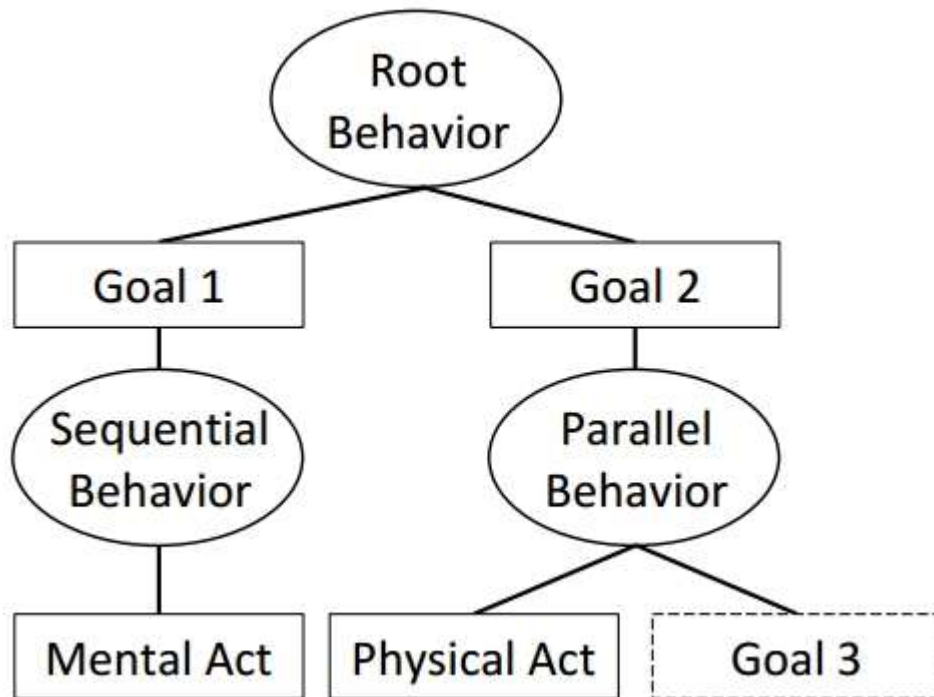 Root
Behavior
Goal 1
Goal 2
Sequential
Behavior
Parallel
Behavior
Mental Act
Physical Act
Goal 3